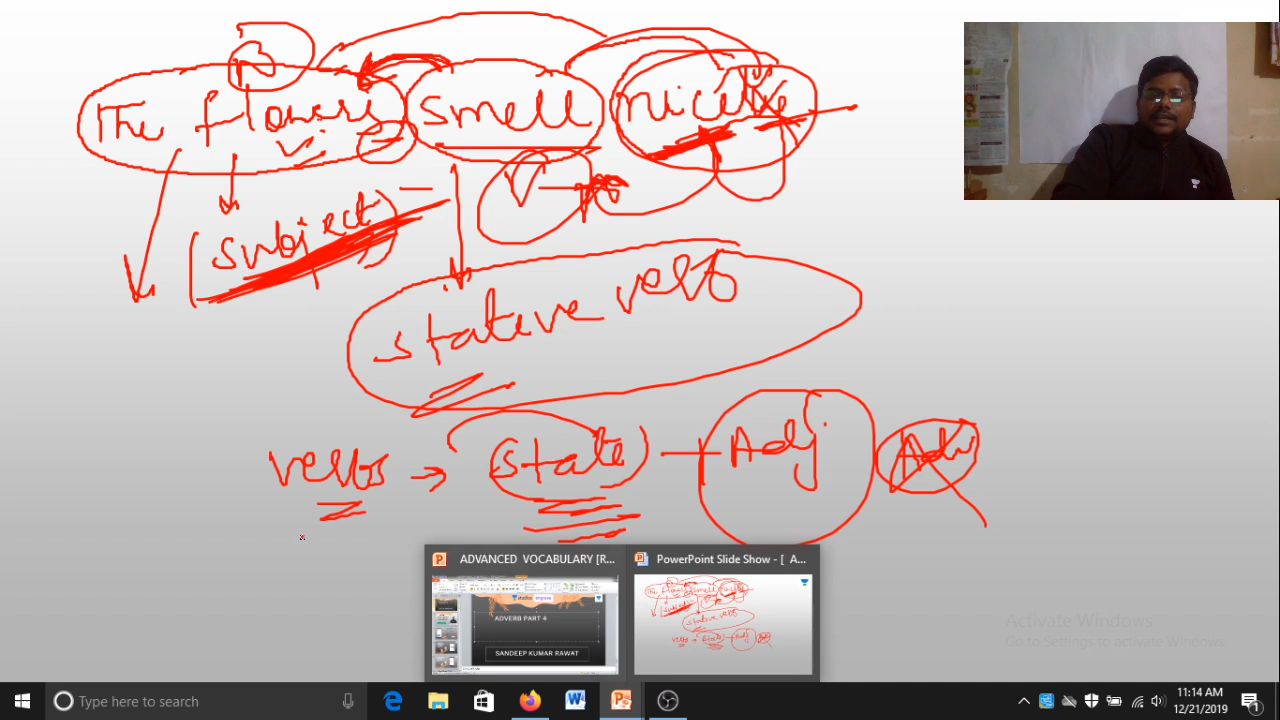 The flowers smell nicely
(subject) - V
stative verb
verbs → (state) + Adj Adv
ADVANCED VOCABULARY [R...
PowerPoint Slide Show - [ A...
ADVERB PART 4
SANDEEP KUMAR RAWAT
Activate Windows
Go to Settings to activate Windows.
Type here to search
11:14 AM
12/21/2019